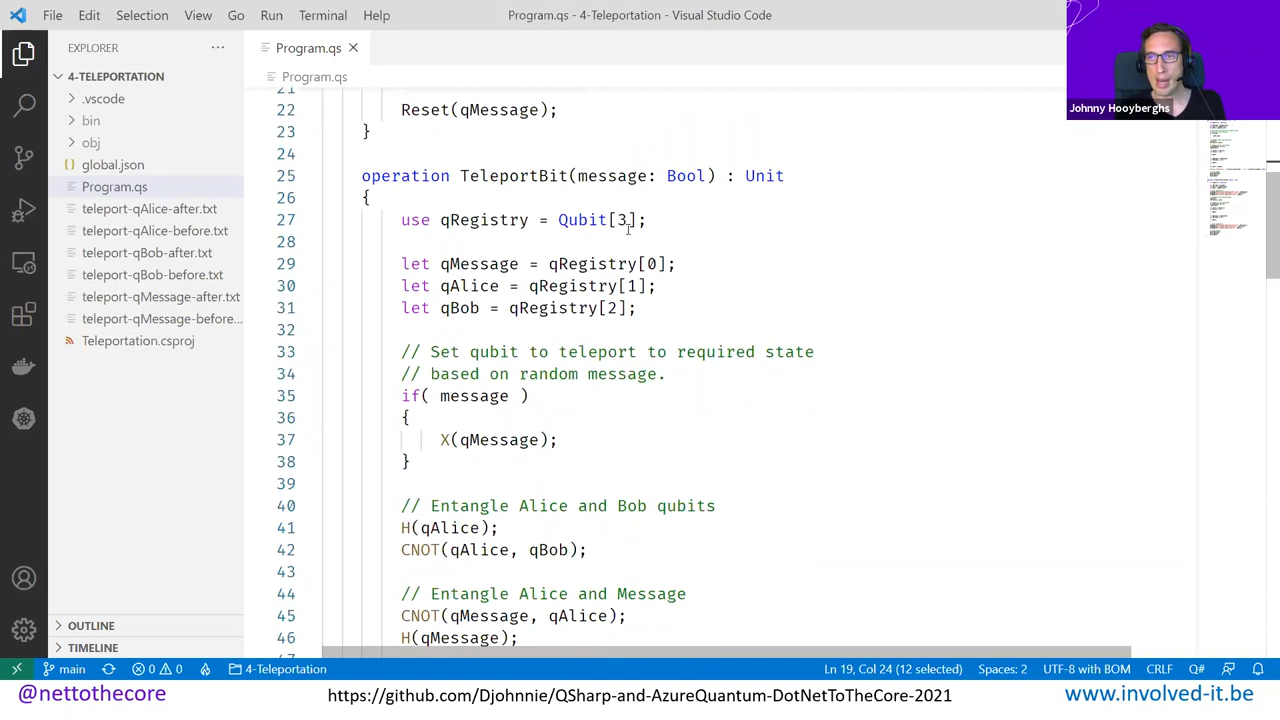 File Edit Selection View Go Run Terminal Help
Program.qs - 4-Teleportation - Visual Studio Code
Johnny Hooyberghs
EXPLORER
4-TELEPORTATION
.vscode
bin
obj
global.json
Program.qs
teleport-qAlice-after.txt
teleport-qAlice-before.txt
teleport-qBob-after.txt
teleport-qBob-before.txt
teleport-qMessage-after.txt
teleport-qMessage-before...
Teleportation.csproj
OUTLINE
TIMELINE
Program.qs
Program.qs
21
22 Reset(qMessage);
23 }
24
25 operation TeleportBit(message: Bool) : Unit
26 {
27 use qRegistry = Qubit[3];
28
29 let qMessage = qRegistry[0];
30 let qAlice = qRegistry[1];
31 let qBob = qRegistry[2];
32
33 // Set qubit to teleport to required state
34 // based on random message.
35 if( message )
36 {
37 X(qMessage);
38 }
39
40 // Entangle Alice and Bob qubits
41 H(qAlice);
42 CNOT(qAlice, qBob);
43
44 // Entangle Alice and Message
45 CNOT(qMessage, qAlice);
46 H(qMessage);
main 0 0 4-Teleportation Ln 19, Col 24 (12 selected) Spaces: 2 UTF-8 with BOM CRLF Q#
@nettothecore https://github.com/Djohnnie/QSharp-and-AzureQuantum-DotNetToTheCore-2021 www.involved-it.be